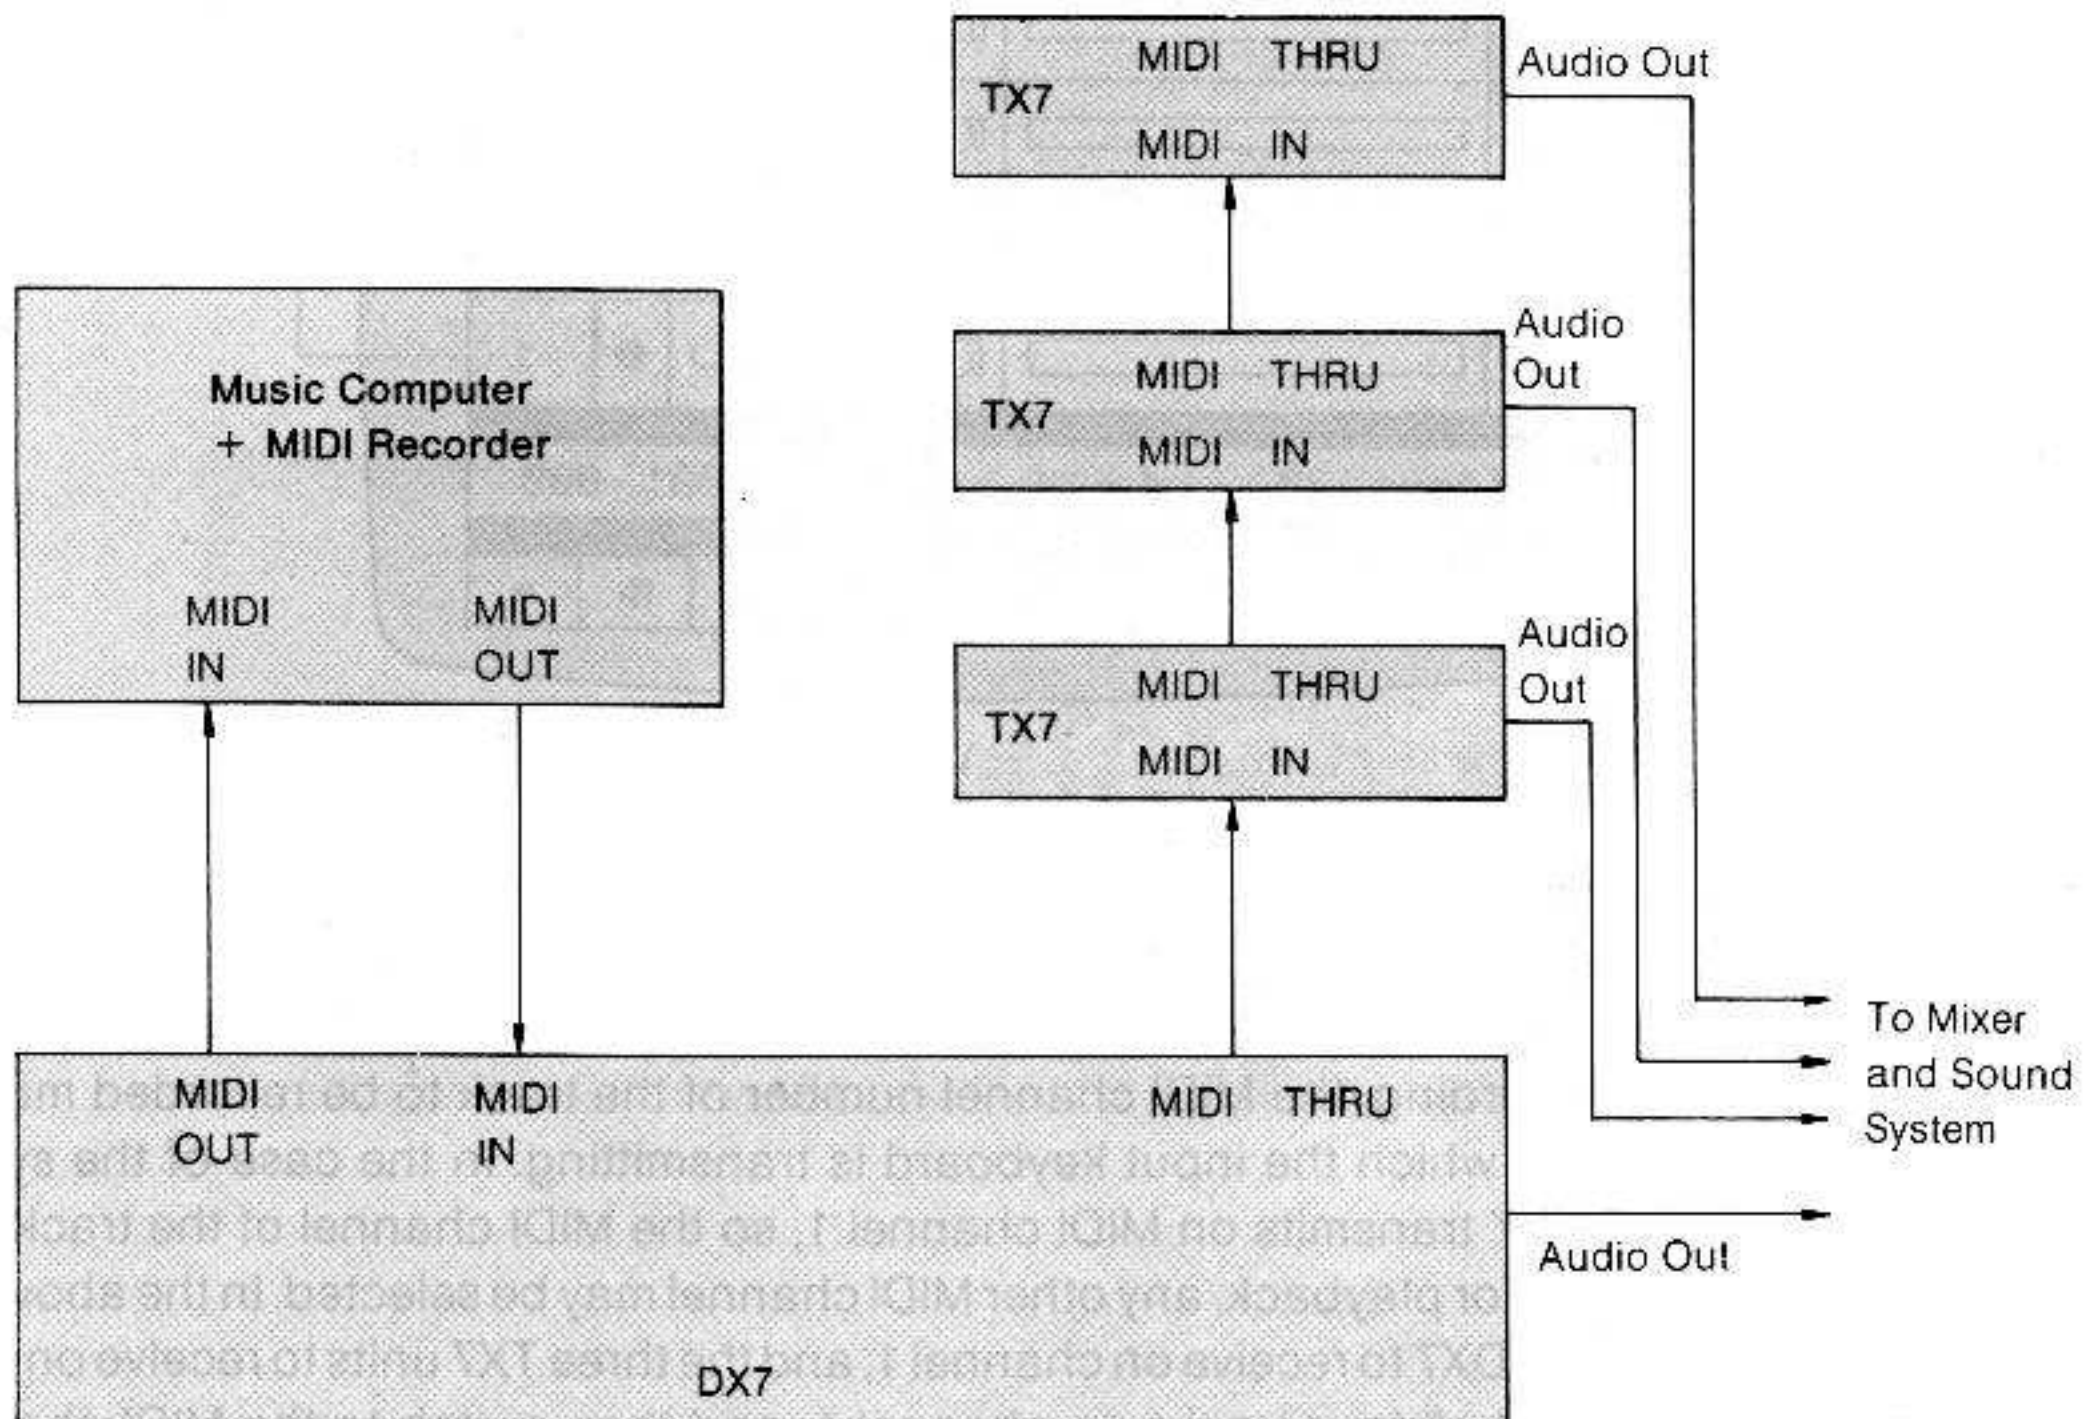 MIDI THRU
TX7
MIDI IN
Audio Out
MIDI THRU
TX7
MIDI IN
Audio
Out
Music Computer
+ MIDI Recorder
MIDI
IN
MIDI
OUT
MIDI THRU
TX7
MIDI IN
Audio
Out
To Mixer
and Sound
System
MIDI
OUT
MIDI
IN
MIDI THRU
Audio Out
DX7